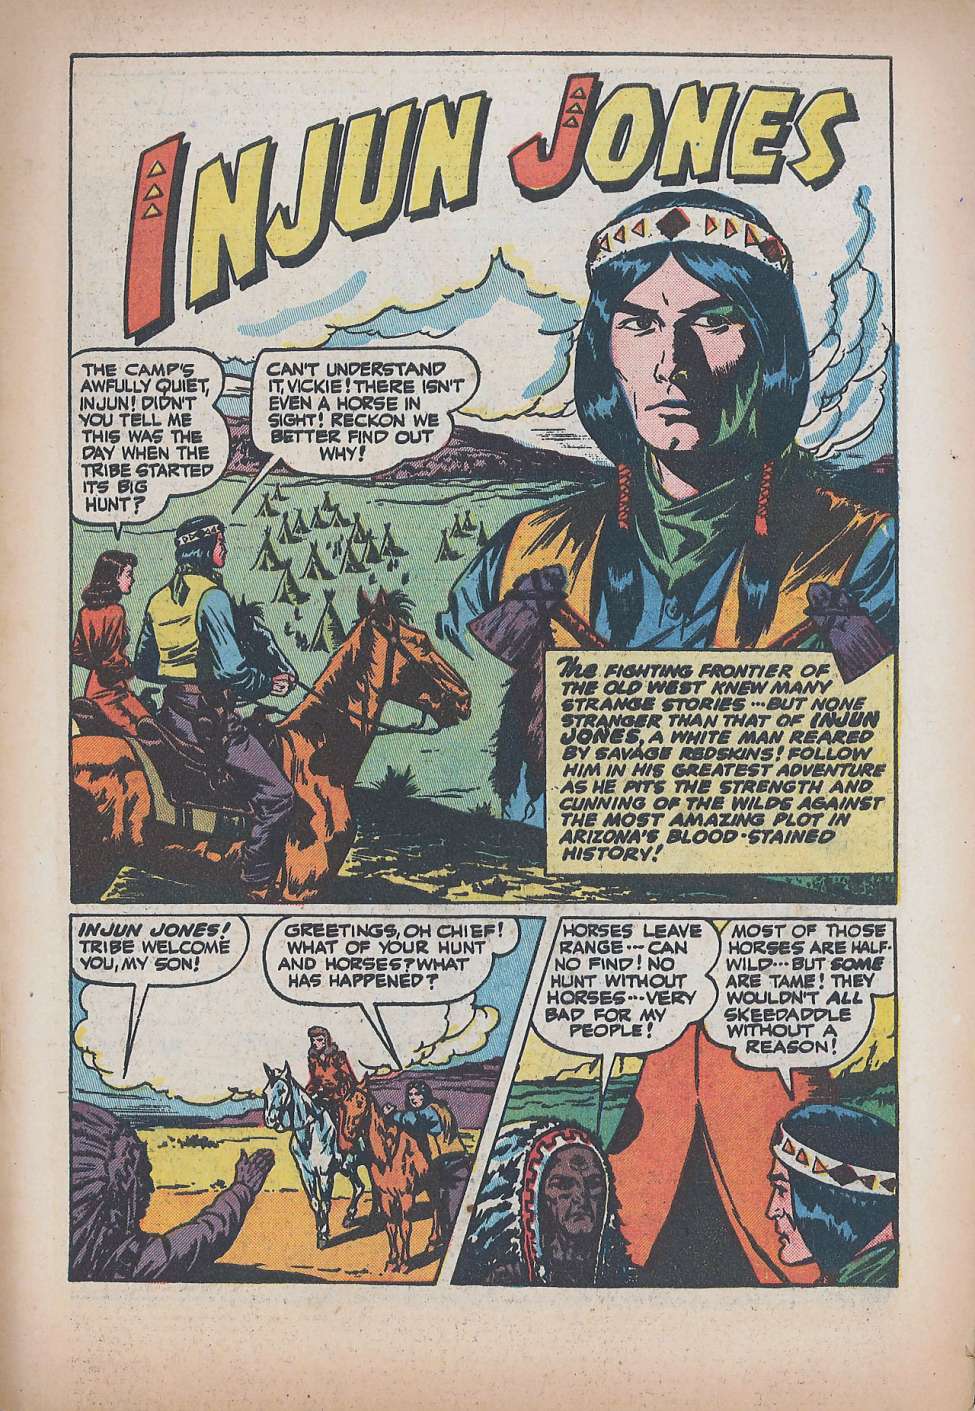 INJUN JONES
THE CAMP'S
AWFULLY QUIET,
INJUN! DIDN'T
YOU TELL ME
THIS WAS THE
DAY WHEN THE
TRIBE STARTED
ITS BIG
HUNT?
CAN'T UNDERSTAND
IT, VICKIE! THERE ISN'T
EVEN A HORSE IN
SIGHT! RECKON WE
BETTER FIND OUT
WHY!
The FIGHTING FRONTIER OF
THE OLD WEST KNEW MANY
STRANGE STORIES---BUT NONE
STRANGER THAN THAT OF INJUN
JONES, A WHITE MAN REARED
BY SAVAGE REDSKINS! FOLLOW
HIM IN HIS GREATEST ADVENTURE
AS HE PITS THE STRENGTH AND
CUNNING OF THE WILDS AGAINST
THE MOST AMAZING PLOT IN
ARIZONA'S BLOOD-STAINED
HISTORY!
INJUN JONES!
TRIBE WELCOME
YOU, MY SON!
GREETINGS, OH CHIEF!
WHAT OF YOUR HUNT
AND HORSES? WHAT
HAS HAPPENED?
HORSES LEAVE
RANGE---CAN
NO FIND! NO
HUNT WITHOUT
HORSES---VERY
BAD FOR MY
PEOPLE!
MOST OF THOSE
HORSES ARE HALF-
WILD---BUT SOME
ARE TAME! THEY
WOULDN'T ALL
SKEEDADDLE
WITHOUT A
REASON!